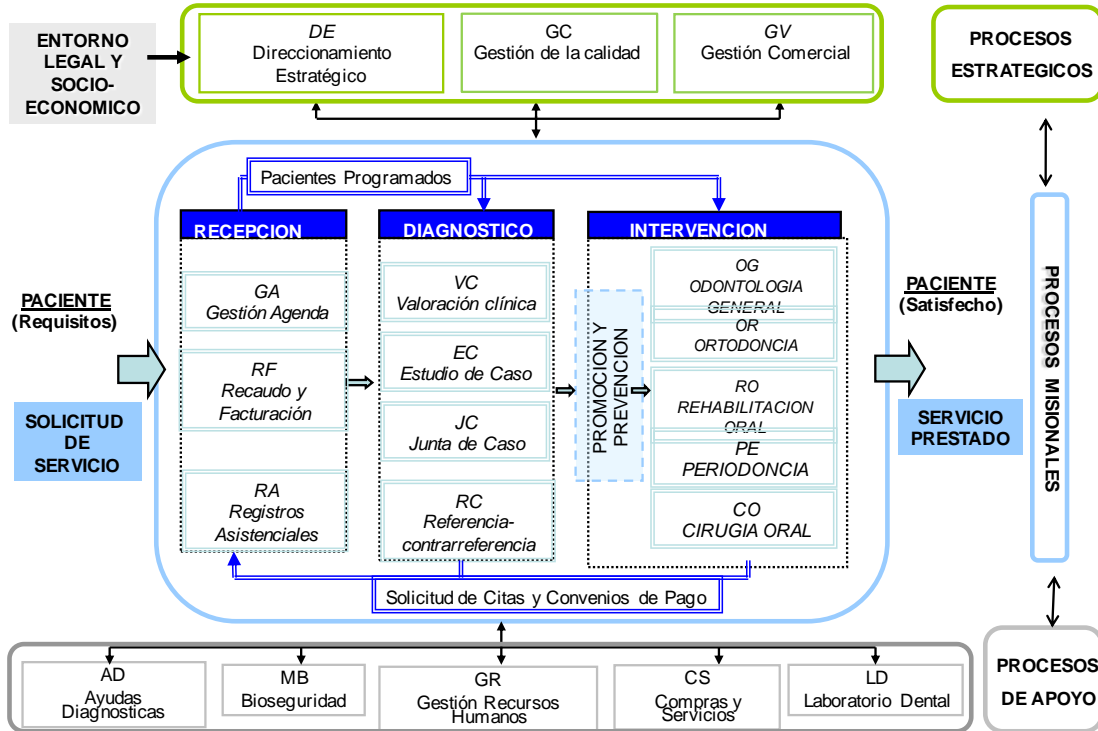 ENTORNO
LEGAL Y
SOCIO-
ECONOMICO
DE
Direccionamiento
Estratégico
GC
Gestión de la calidad
GV
Gestión Comercial
PROCESOS
ESTRATEGICOS
Pacientes Programados
RECEPCION
DIAGNOSTICO
INTERVENCION
PACIENTE
(Requisitos)
SOLICITUD
DE
SERVICIO
GA
Gestión Agenda
RF
Recaudo y
Facturación
RA
Registros
Asistenciales
VC
Valoración clínica
EC
Estudio de Caso
JC
Junta de Caso
RC
Referencia-
contrarreferencia
PROMOCION Y
PREVENCION
OG
ODONTOLOGIA
GENERAL
OR
ORTODONCIA
RO
REHABILITACION
ORAL
PE
PERIODONCIA
CO
CIRUGIA ORAL
PACIENTE
(Satisfecho)
SERVICIO
PRESTADO
PROCESOS MISIONALES
Solicitud de Citas y Convenios de Pago
AD
Ayudas
Diagnosticas
MB
Bioseguridad
GR
Gestión Recursos
Humanos
CS
Compras y
Servicios
LD
Laboratorio Dental
PROCESOS
DE APOYO